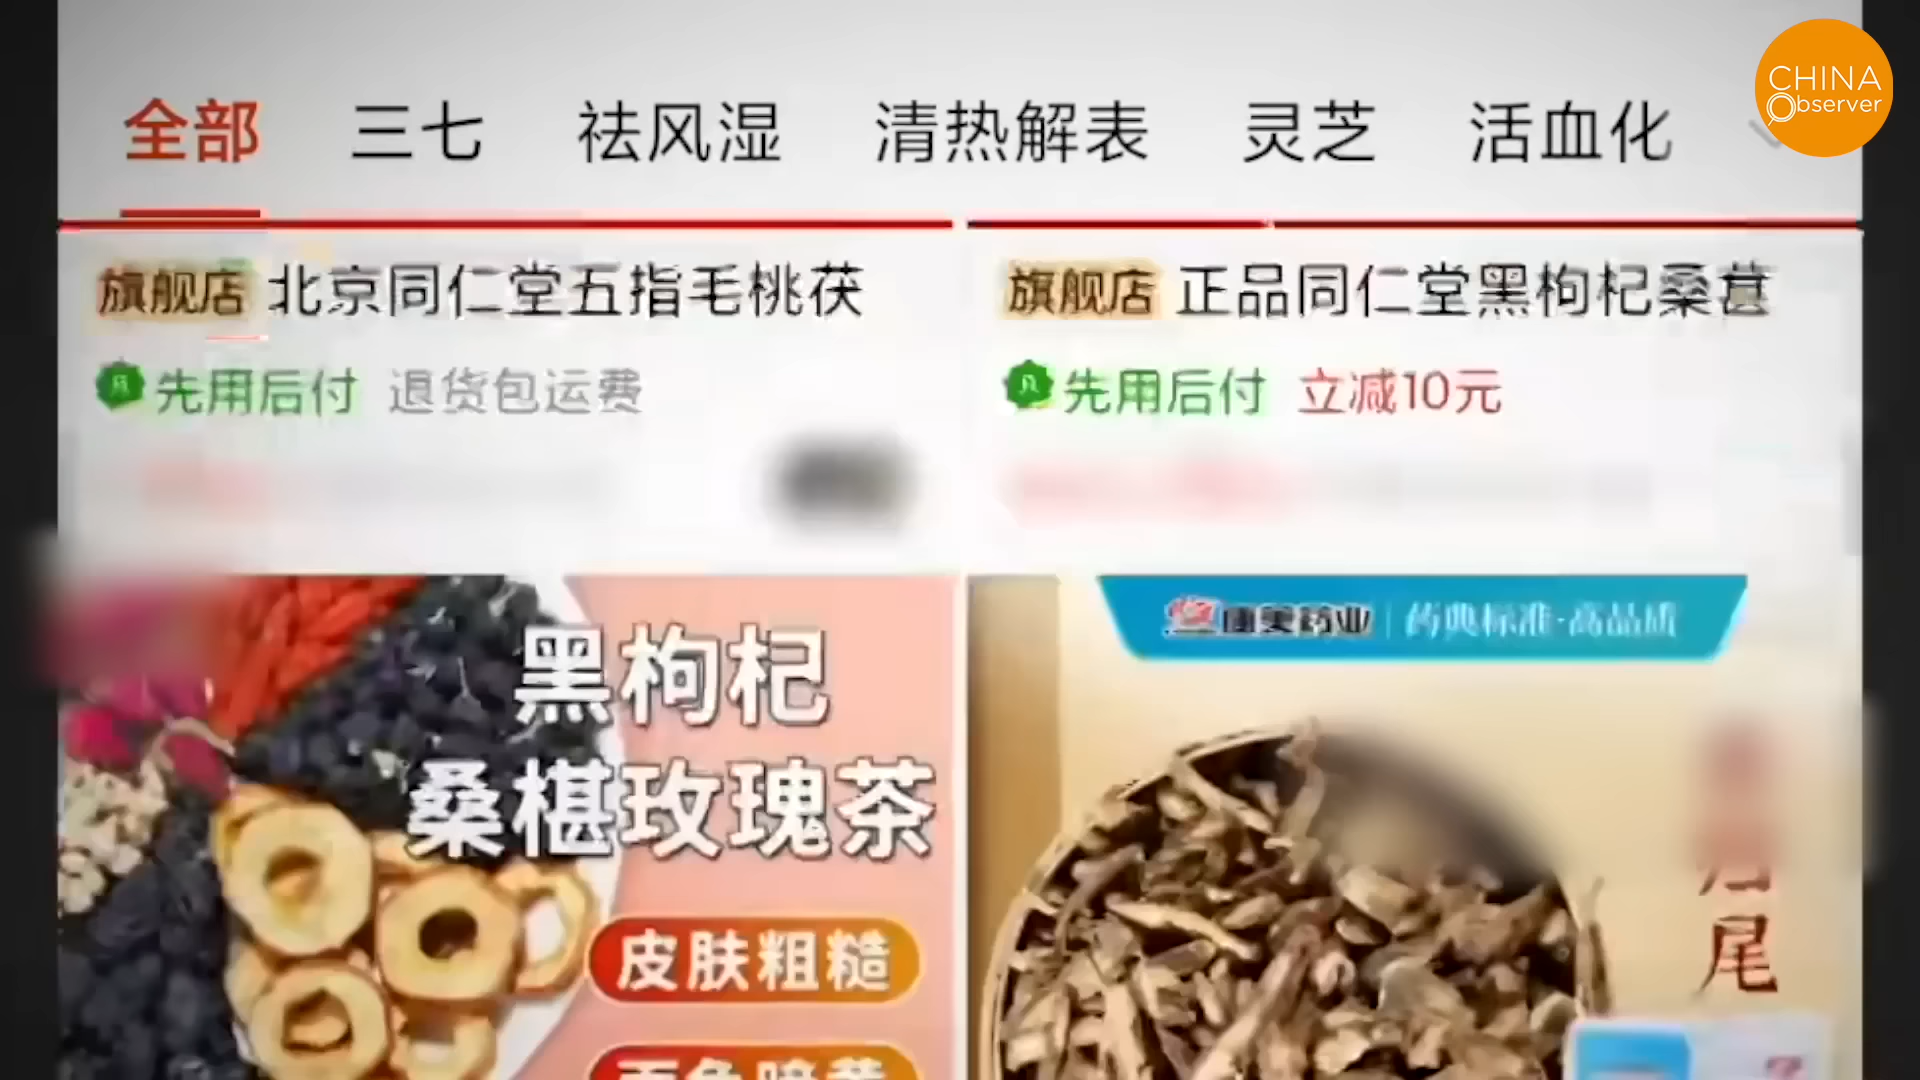 CHINA
Observer
全部 三七 祛风湿 清热解表 灵芝 活血化
旗舰店 北京同仁堂五指毛桃茯
旗舰店 正品同仁堂黑枸杞桑葚
先用后付 退货包运费
先用后付 立减10元
黑枸杞
桑椹玫瑰茶
皮肤粗糙
康美药业 | 药典标准·高品质
尾